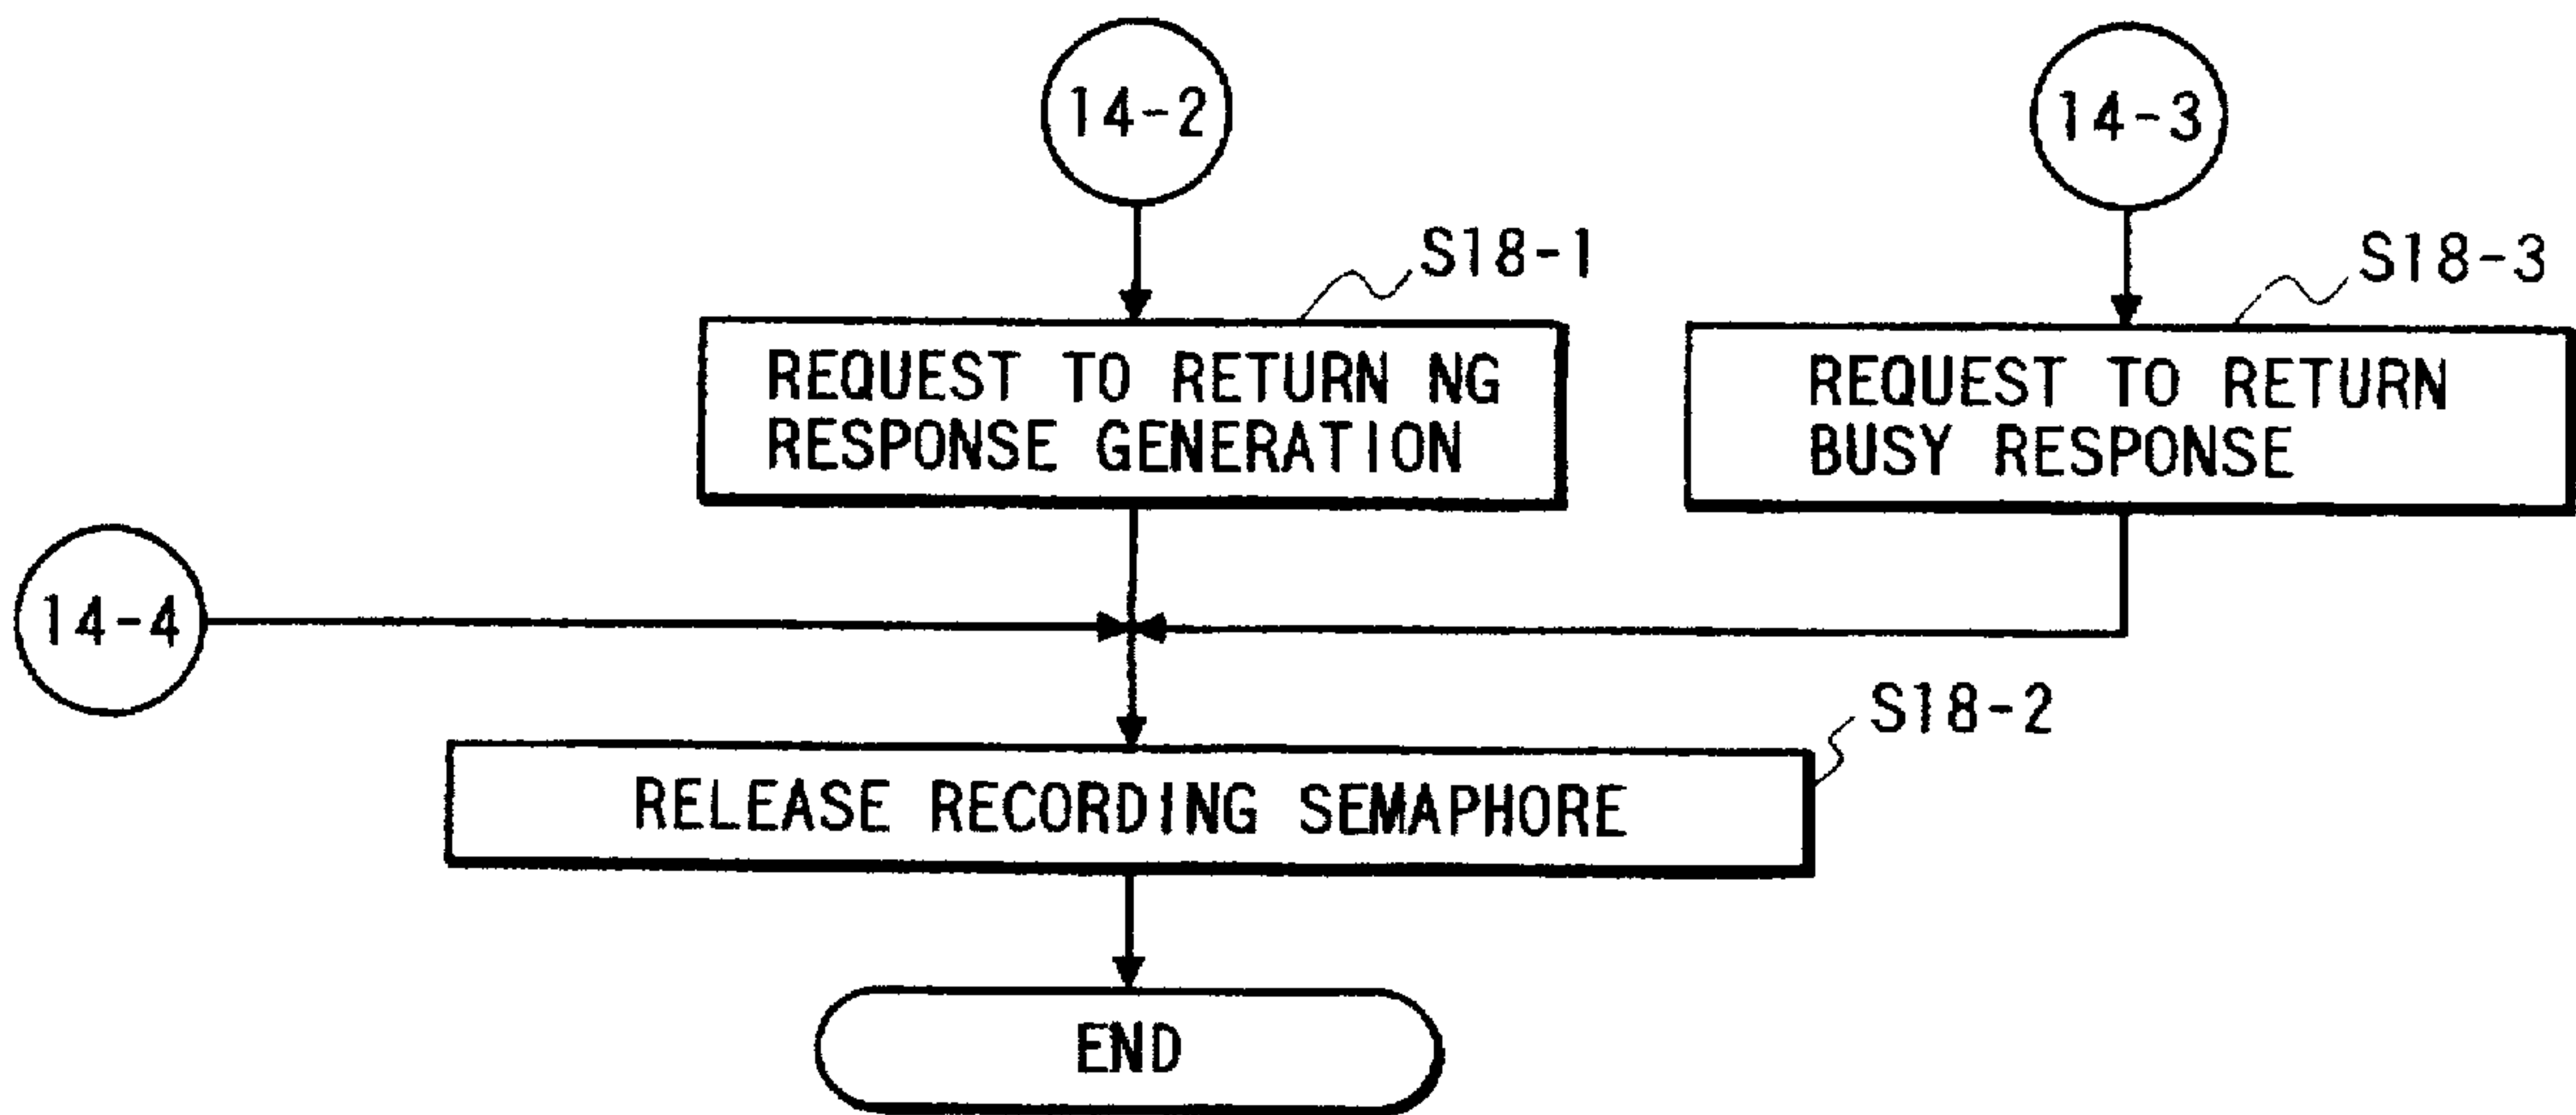 14-2
14-3
S18-1
S18-3
REQUEST TO RETURN NG
RESPONSE GENERATION
REQUEST TO RETURN
BUSY RESPONSE
14-4
S18-2
RELEASE RECORDING SEMAPHORE
END